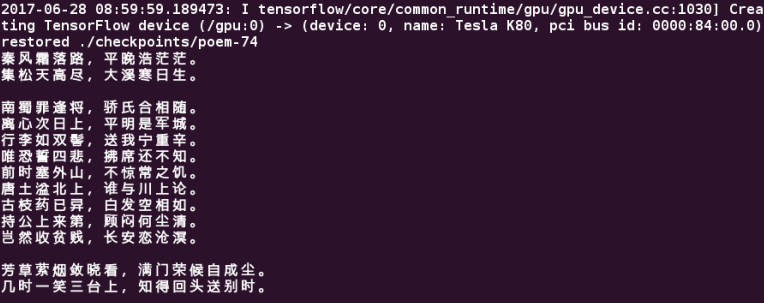 2017-06-28 08:59:59.189473: I tensorflow/core/common_runtime/gpu/gpu_device.cc:1030] Crea
ting TensorFlow device (/gpu:0) -> (device: 0, name: Tesla K80, pci bus id: 0000:84:00.0)
restored ./checkpoints/poem-74
秦风霜落路，平晚浩茫茫。
集松天高尽，大溪寒日生。
南蜀罪逢将，骄氏合相随。
离心次日上，平明是军城。
行李如双髻，送我宁重辛。
唯恐誓四悲，拂席还不知。
前时塞外山，不惊常之饥。
唐土湓北上，谁与川上论。
古枝药已异，白发空相如。
持公上来第，顾闷何尘清。
岂然收贫贱，长安恋沧溟。
芳草萦烟敛晓看，满门荣候自成尘。
几时一笑三台上，知得回头送别时。